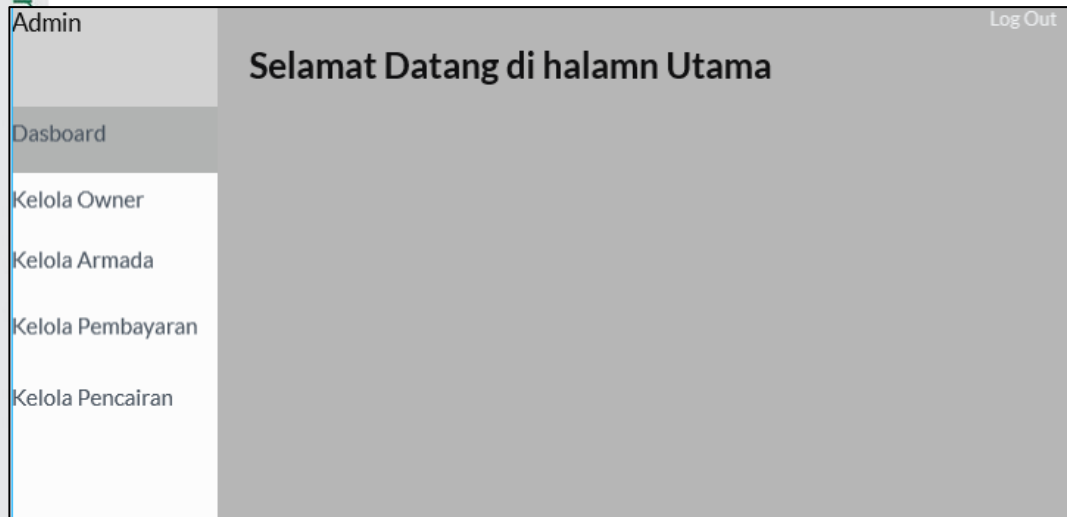 Admin
Log Out
Selamat Datang di halamn Utama
Dasboard
Kelola Owner
Kelola Armada
Kelola Pembayaran
Kelola Pencairan